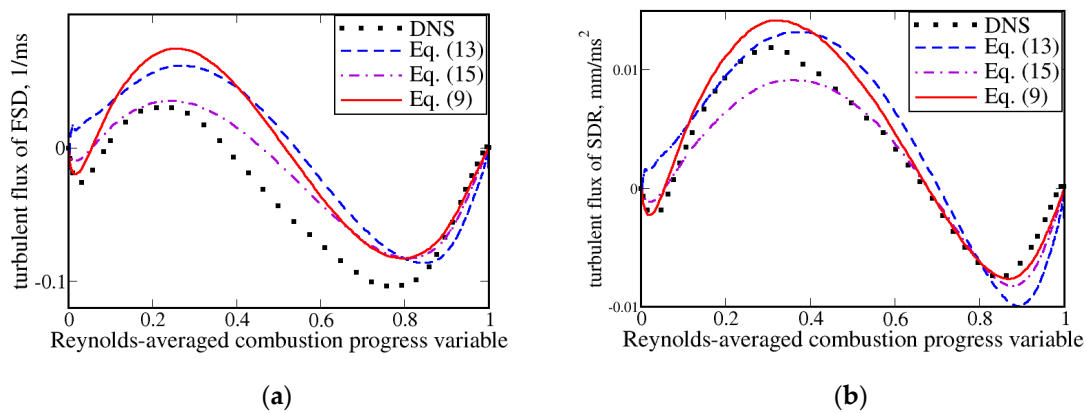 DNS
Eq. (13)
Eq. (15)
Eq. (9)
turbulent flux of FSD, 1/ms
0
-0.1
0 0.2 0.4 0.6 0.8 1
Reynolds-averaged combustion progress variable
(a)
DNS
Eq. (13)
Eq. (15)
Eq. (9)
turbulent flux of SDR, mm/ms²
0.01
0
-0.01
0 0.2 0.4 0.6 0.8 1
Reynolds-averaged combustion progress variable
(b)